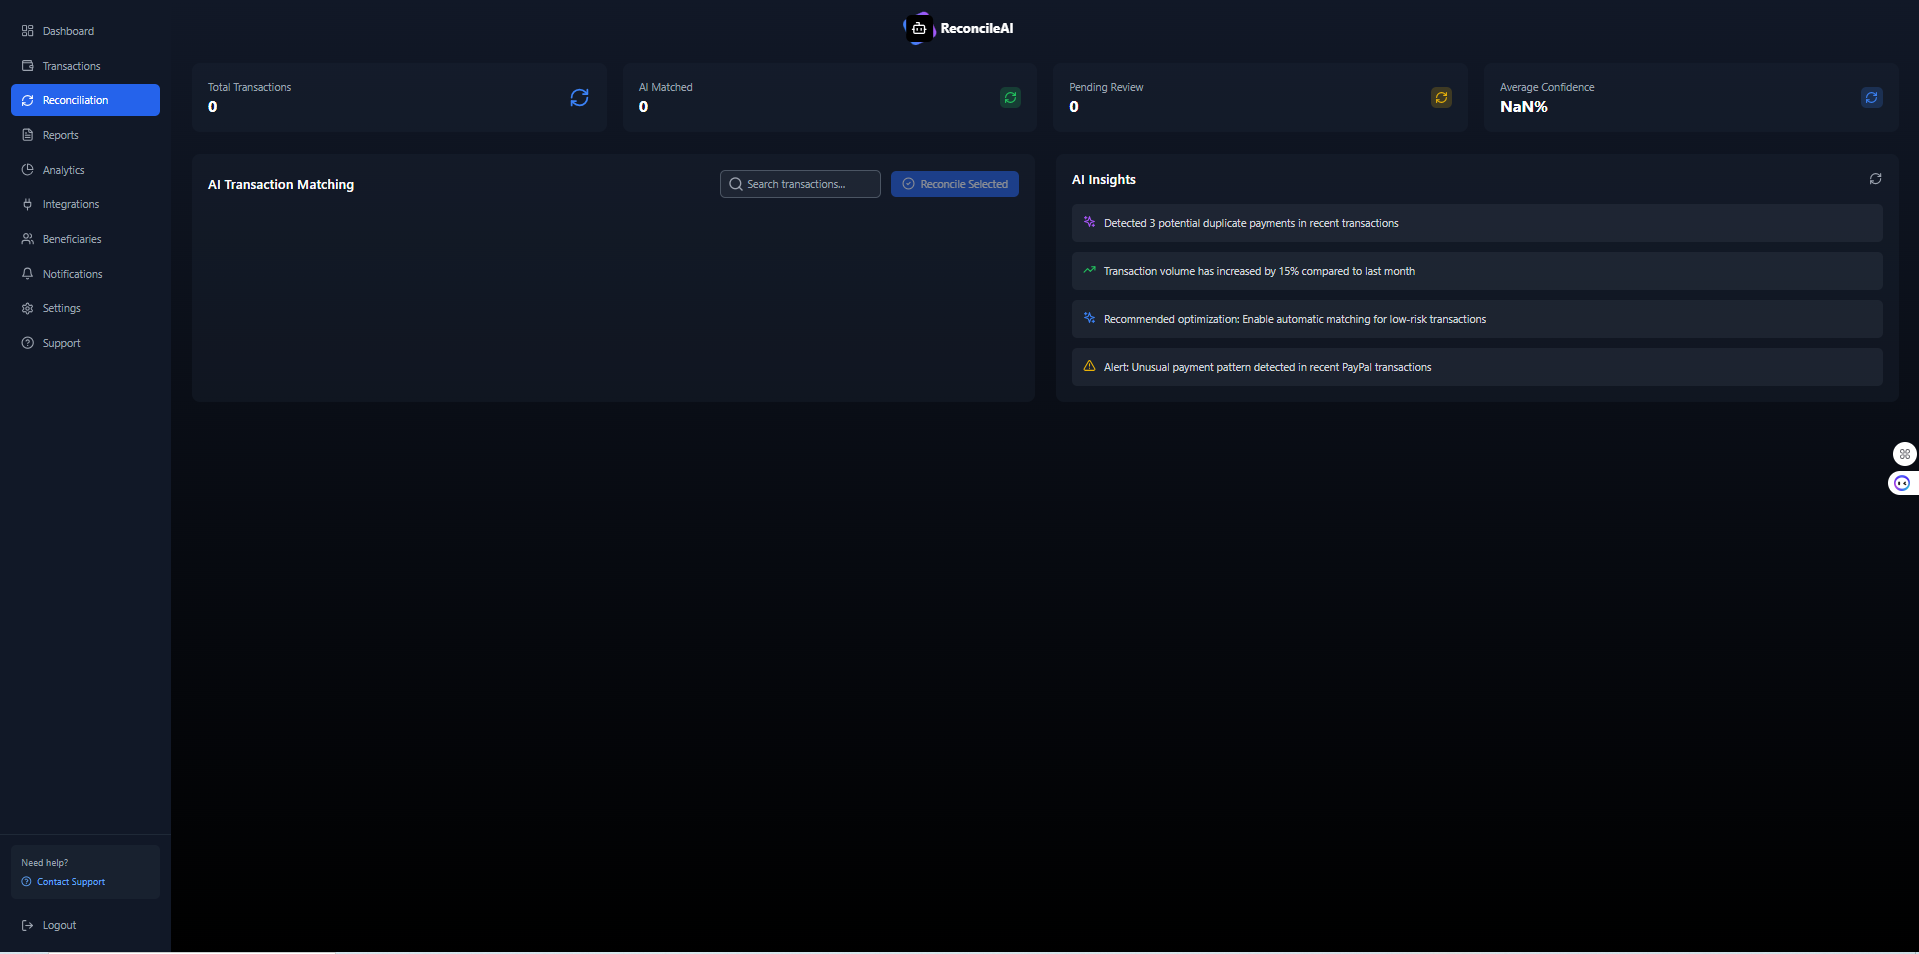 ReconcileAI
Dashboard
Transactions
Reconciliation
Reports
Analytics
Integrations
Beneficiaries
Notifications
Settings
Support
Need help?
Contact Support
Logout
Total Transactions
0
AI Matched
0
Pending Review
0
Average Confidence
NaN%
AI Transaction Matching
Search transactions...
Reconcile Selected
AI Insights
Detected 3 potential duplicate payments in recent transactions
Transaction volume has increased by 15% compared to last month
Recommended optimization: Enable automatic matching for low-risk transactions
Alert: Unusual payment pattern detected in recent PayPal transactions